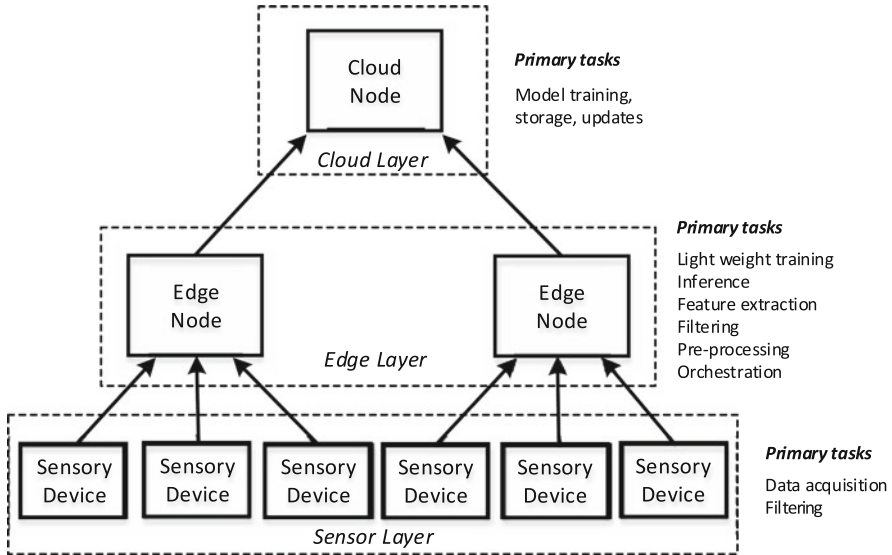 Cloud
Node
Cloud Layer
Primary tasks
Model training,
storage, updates
Edge
Node
Edge
Node
Edge Layer
Primary tasks
Light weight training
Inference
Feature extraction
Filtering
Pre-processing
Orchestration
Sensory
Device
Sensory
Device
Sensory
Device
Sensory
Device
Sensory
Device
Sensory
Device
Sensor Layer
Primary tasks
Data acquisition
Filtering